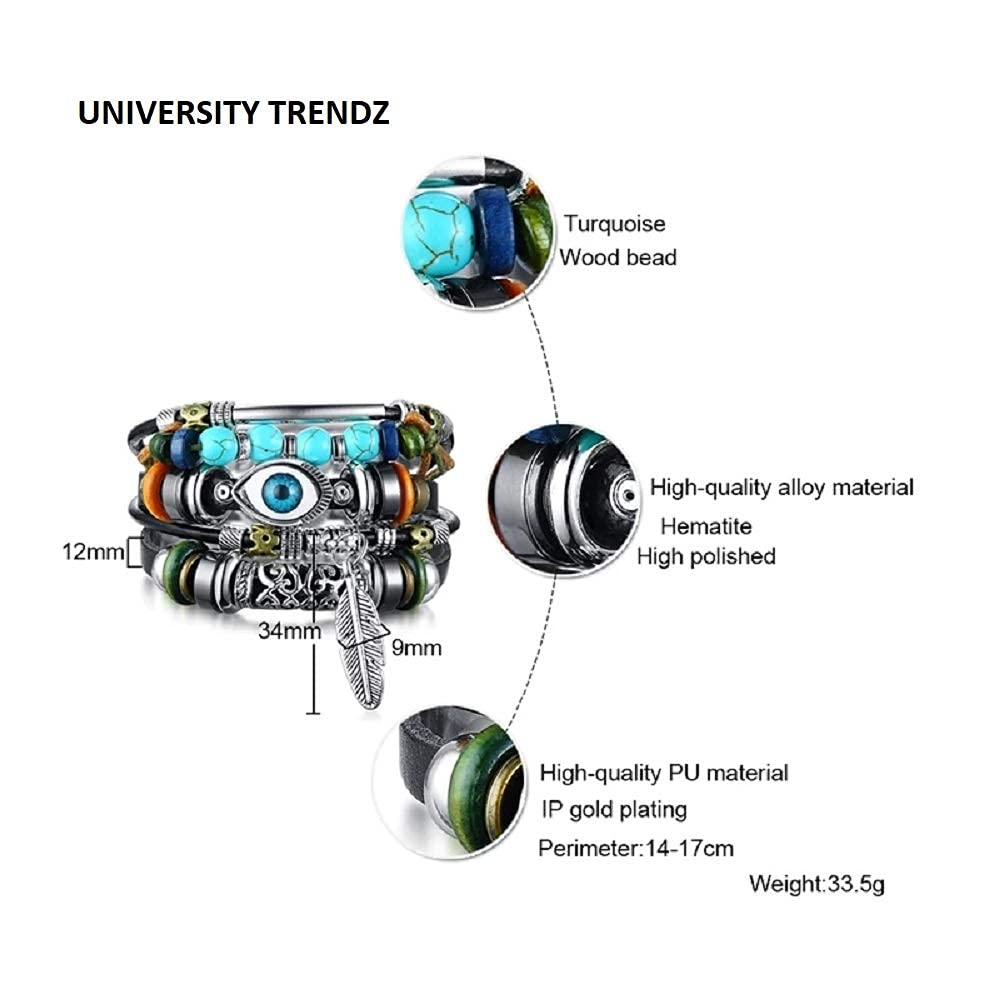 UNIVERSITY TRENDZ
Turquoise
Wood bead
High-quality alloy material
Hematite
High polished
12mm
34mm
9mm
High-quality PU material
IP gold plating
Perimeter:14-17cm
Weight:33.5g